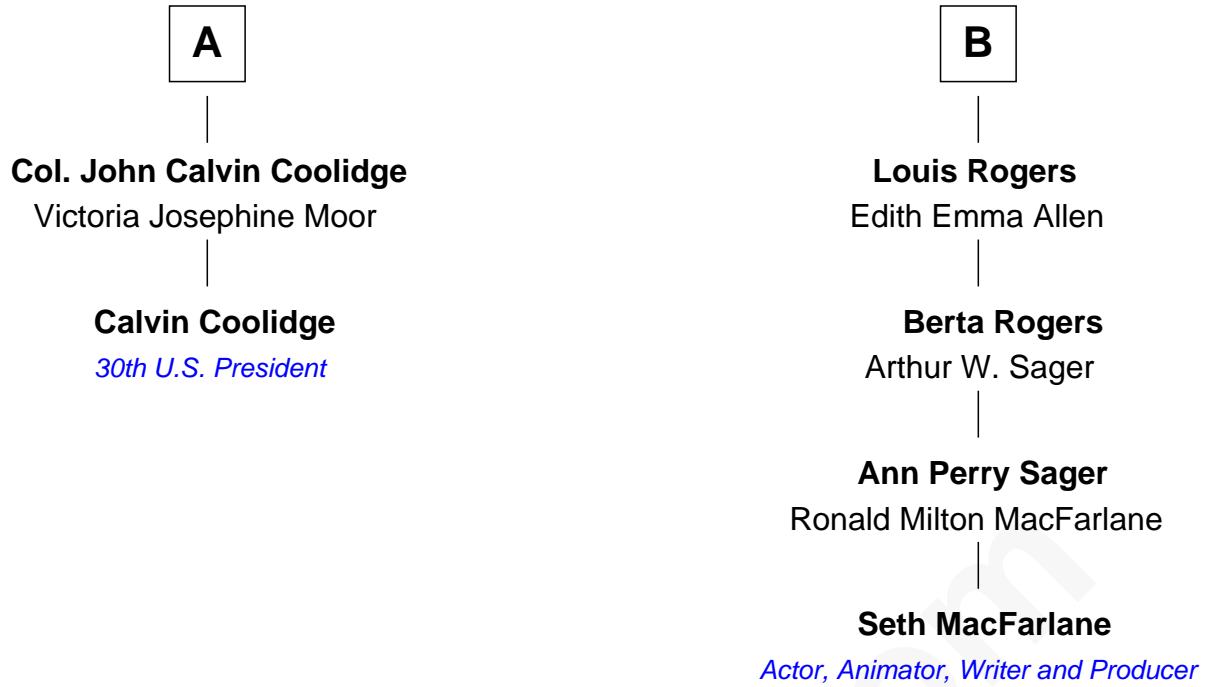 A
Col. John Calvin Coolidge
Victoria Josephine Moor
Calvin Coolidge
30th U.S. President
B
Louis Rogers
Edith Emma Allen
Berta Rogers
Arthur W. Sager
Ann Perry Sager
Ronald Milton MacFarlane
Seth MacFarlane
Actor, Animator, Writer and Producer
om